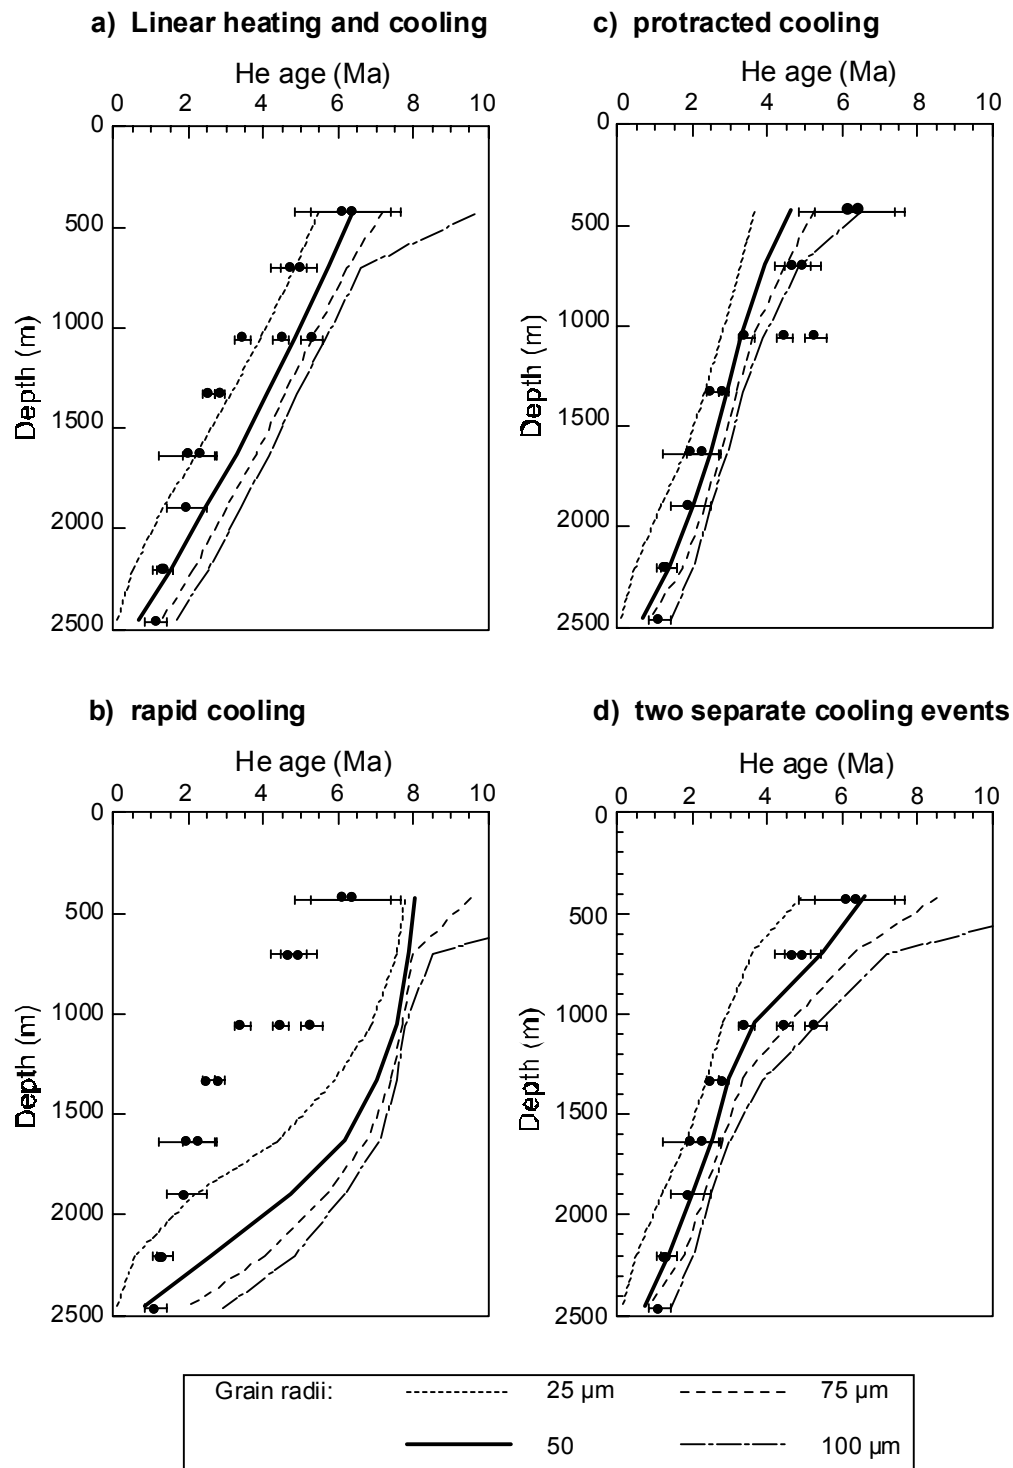 a) Linear heating and cooling
He age (Ma)
0 2 4 6 8 10
0
500
1000
1500
2000
2500
Depth (m)
c) protracted cooling
He age (Ma)
0 2 4 6 8 10
0
500
1000
1500
2000
2500
Depth (m)
b) rapid cooling
He age (Ma)
0 2 4 6 8 10
0
500
1000
1500
2000
2500
Depth (m)
d) two separate cooling events
He age (Ma)
0 2 4 6 8 10
0
500
1000
1500
2000
2500
Depth (m)
Grain radii: 25 µm 75 µm
50 100 µm